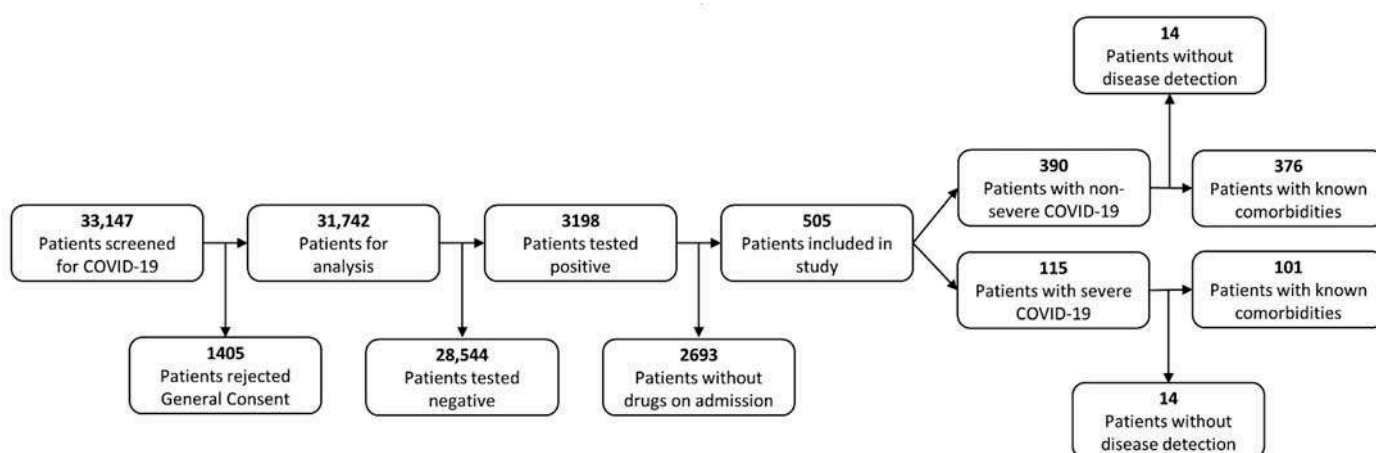 14
Patients without
disease detection
390
Patients with non-
severe COVID-19
376
Patients with known
comorbidities
33,147
Patients screened
for COVID-19
31,742
Patients for
analysis
3198
Patients tested
positive
505
Patients included in
study
115
Patients with severe
COVID-19
101
Patients with known
comorbidities
1405
Patients rejected
General Consent
28,544
Patients tested
negative
2693
Patients without
drugs on admission
14
Patients without
disease detection